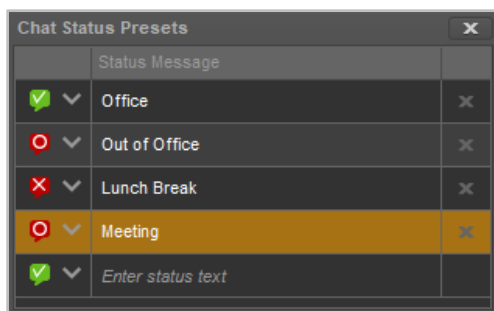 Chat Status Presets
Status Message
Office
Out of Office
Lunch Break
Meeting
Enter status text